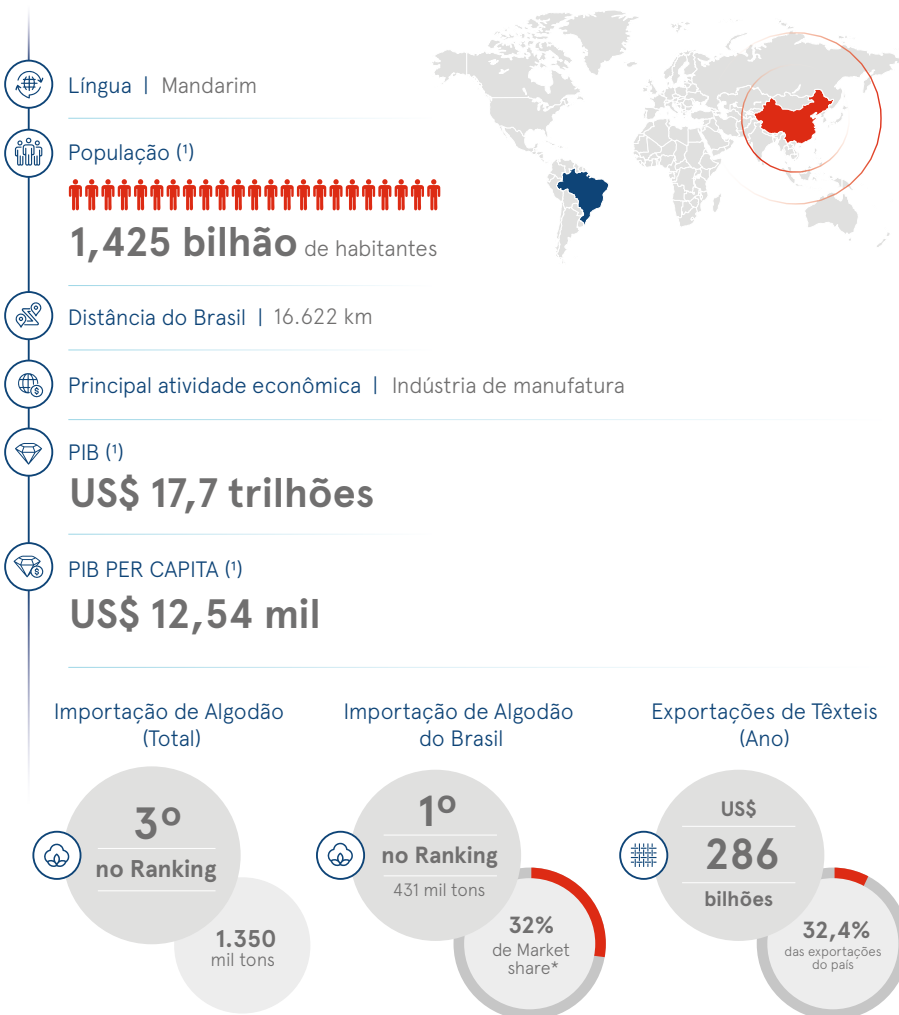 Língua | Mandarim
População (¹)
1,425 bilhão de habitantes
Distância do Brasil | 16.622 km
Principal atividade econômica | Indústria de manufatura
PIB (¹)
US$ 17,7 trilhões
PIB PER CAPITA (¹)
US$ 12,54 mil
Importação de Algodão
(Total)
3º
no Ranking
1.350
mil tons
Importação de Algodão
do Brasil
1º
no Ranking
431 mil tons
32%
de Market
share*
Exportações de Têxteis
(Ano)
US$
286
bilhões
32,4%
das exportações
do país